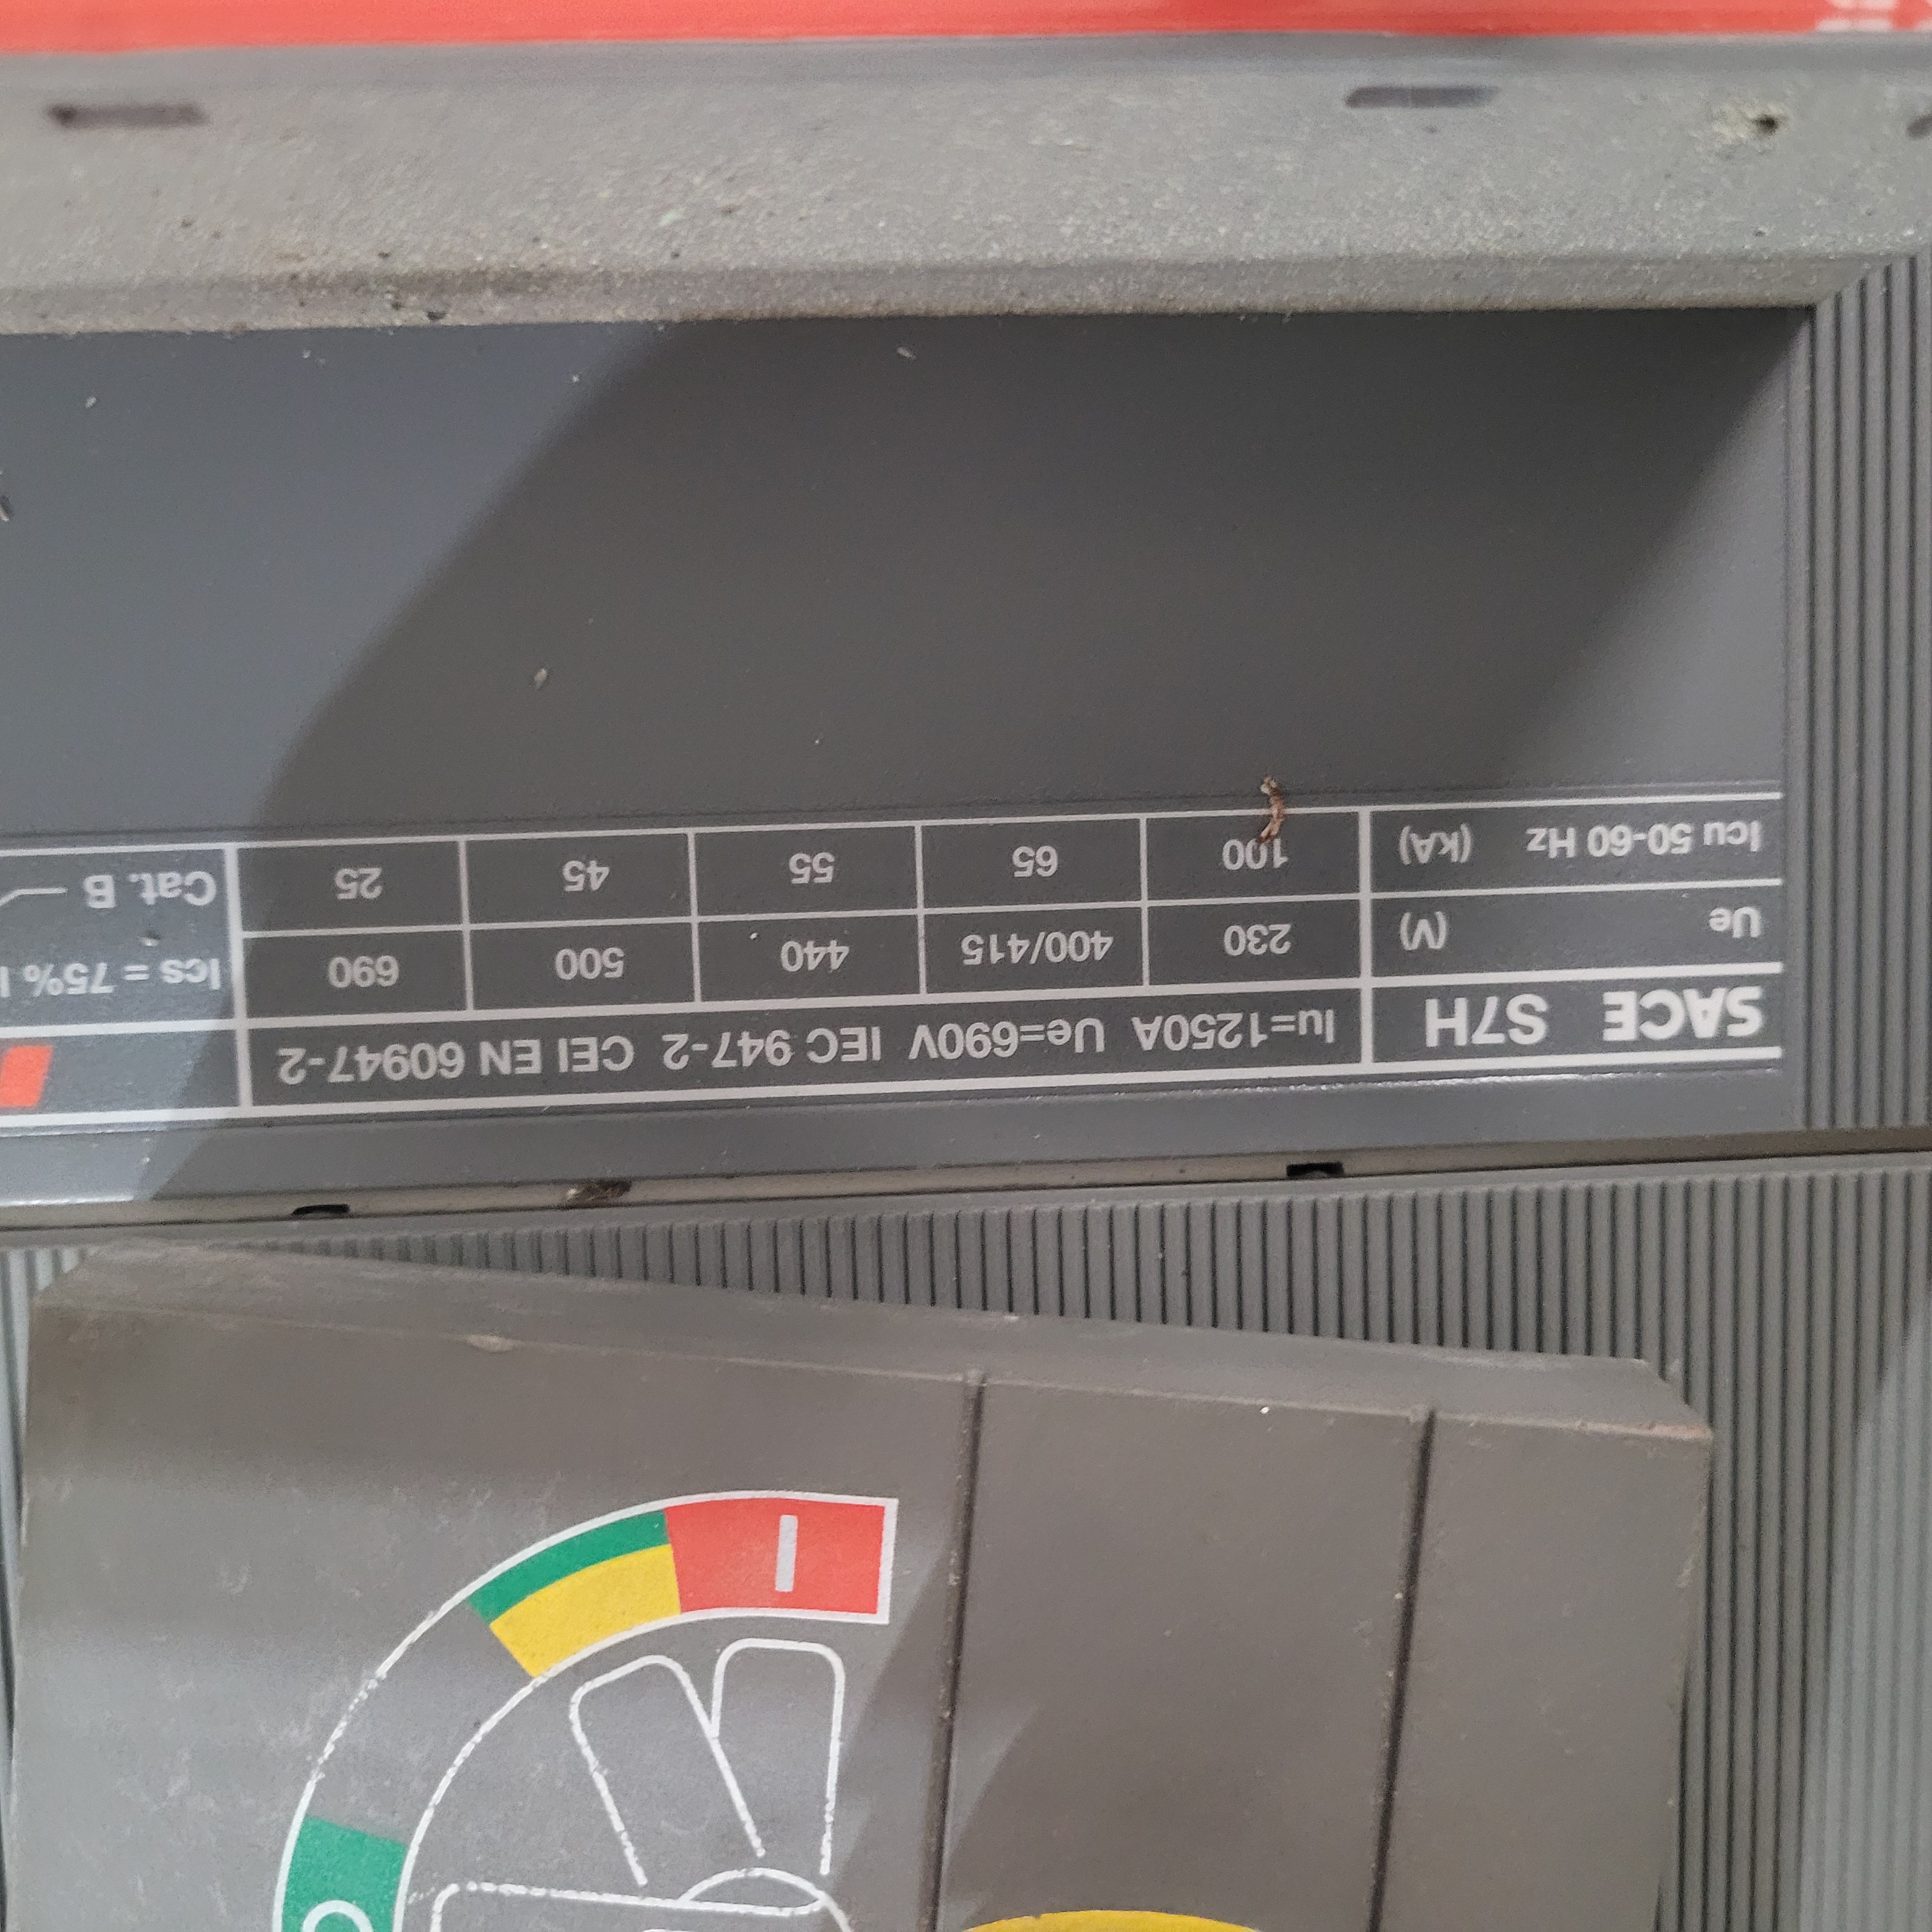 SACE S7H Iu=1250A Ue=690V IEC 947-2 CEI EN 60947-2
Ue (V) 230 400/415 440 500 690 Ics = 75%
Icu 50-60 Hz (kA) 100 65 55 45 25 Cat. B
I
O